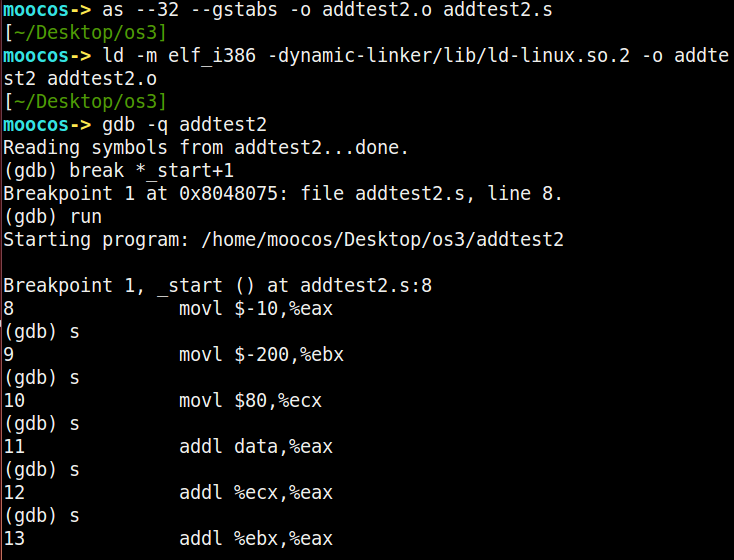 moocos-> as --32 --gstabs -o addtest2.o addtest2.s
[~/Desktop/os3]
moocos-> ld -m elf_i386 -dynamic-linker/lib/ld-linux.so.2 -o addte
st2 addtest2.o
[~/Desktop/os3]
moocos-> gdb -q addtest2
Reading symbols from addtest2...done.
(gdb) break *_start+1
Breakpoint 1 at 0x8048075: file addtest2.s, line 8.
(gdb) run
Starting program: /home/moocos/Desktop/os3/addtest2
Breakpoint 1, _start () at addtest2.s:8
8 movl $-10,%eax
(gdb) s
9 movl $-200,%ebx
(gdb) s
10 movl $80,%ecx
(gdb) s
11 addl data,%eax
(gdb) s
12 addl %ecx,%eax
(gdb) s
13 addl %ebx,%eax